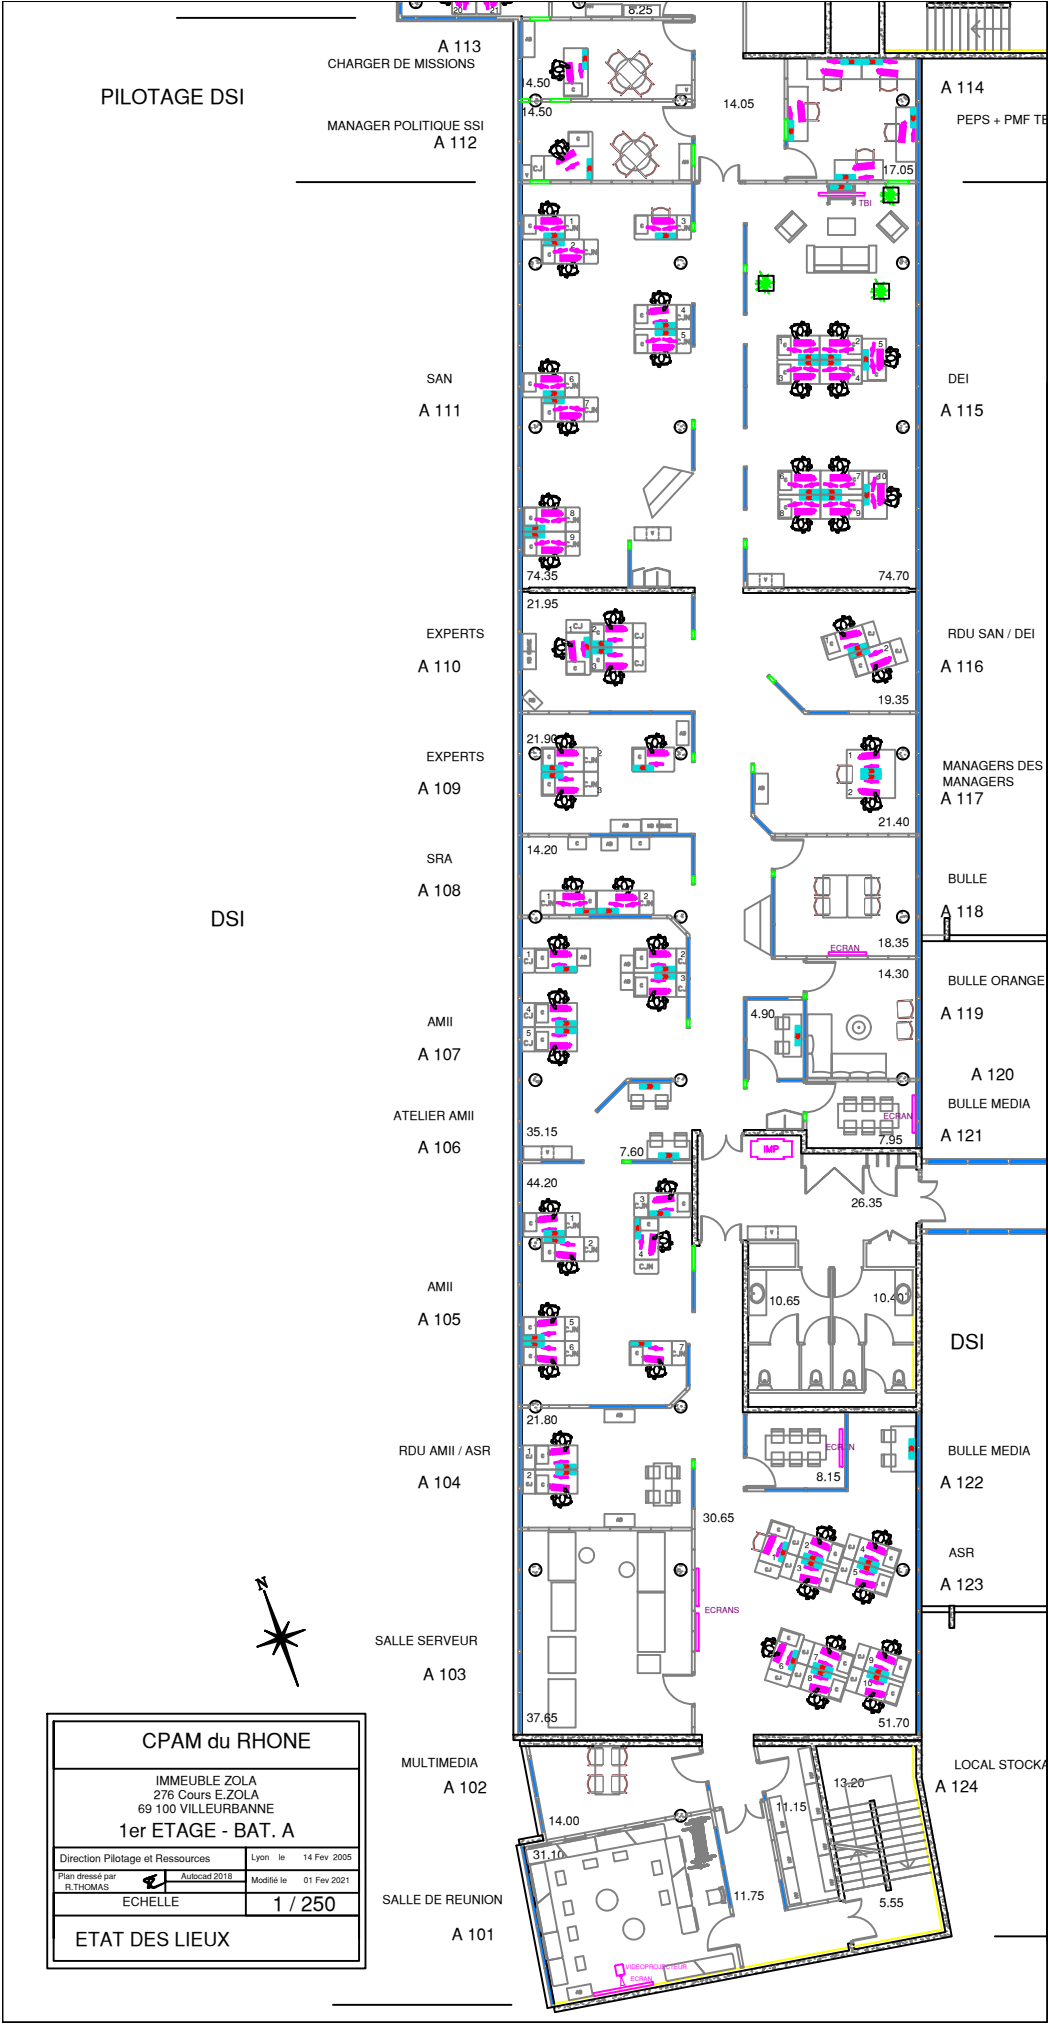 20
21
8.25
A 113
CHARGER DE MISSIONS
14.50
PILOTAGE DSI
14.50
MANAGER POLITIQUE SSI
A 112
14.05
A 114
PEPS + PMF TE
17.05
TBI
SAN
A 111
74.35
DEI
A 115
74.70
21.95
EXPERTS
A 110
RDU SAN / DEI
A 116
19.35
21.90
EXPERTS
A 109
MANAGERS DES
MANAGERS
A 117
21.40
14.20
SRA
A 108
BULLE
A 118
18.35
ECRAN
14.30
DSI
BULLE ORANGE
A 119
4.90
AMII
A 107
A 120
BULLE MEDIA
A 121
ECRAN
7.95
ATELIER AMII
A 106
35.15
7.60
IMP
44.20
26.35
AMII
A 105
10.65
10.40
DSI
21.80
RDU AMII / ASR
A 104
ECRAN
8.15
BULLE MEDIA
A 122
30.65
ASR
A 123
ECRANS
N
SALLE SERVEUR
A 103
37.65
51.70
MULTIMEDIA
A 102
14.00
13.20
11.15
LOCAL STOCKA
A 124
31.10
SALLE DE REUNION
A 101
11.75
5.55
VIDEOPROJECTEUR
ECRAN
CPAM du RHONE
IMMEUBLE ZOLA
276 Cours E.ZOLA
69 100 VILLEURBANNE
1er ETAGE - BAT. A
Direction Pilotage et Ressources
Lyon le 14 Fev 2005
Plan dressé par
R.THOMAS
Autocad 2018
Modifié le 01 Fev 2021
ECHELLE
1 / 250
ETAT DES LIEUX